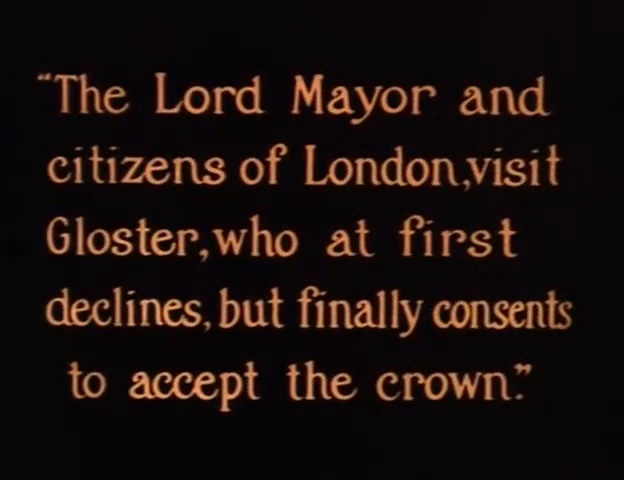 “The Lord Mayor and
citizens of London,visit
Gloster,who at first
declines, but finally consents
to accept the crown.”